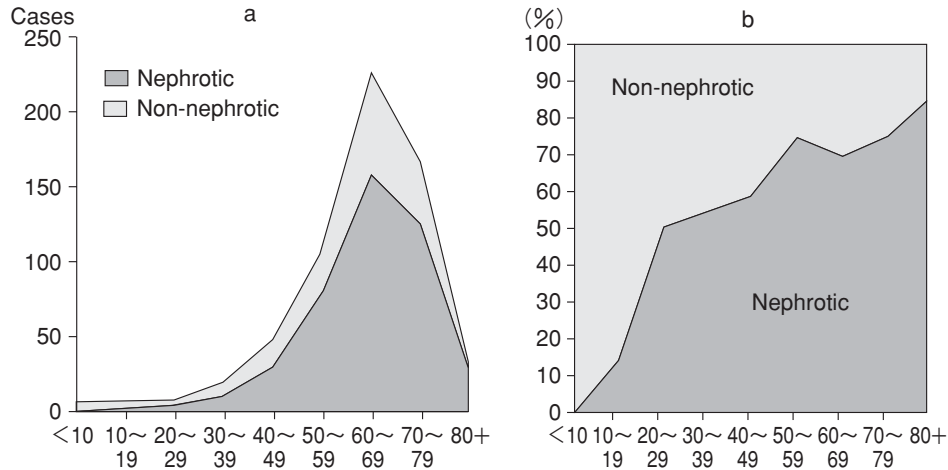 a
Cases
250
200
150
100
50
0
Nephrotic
Non-nephrotic
<10 10～19 20～29 30～39 40～49 50～59 60～69 70～79 80+
b
（%）
100
90
80
70
60
50
40
30
20
10
0
Non-nephrotic
Nephrotic
<10 10～19 20～29 30～39 40～49 50～59 60～69 70～79 80+